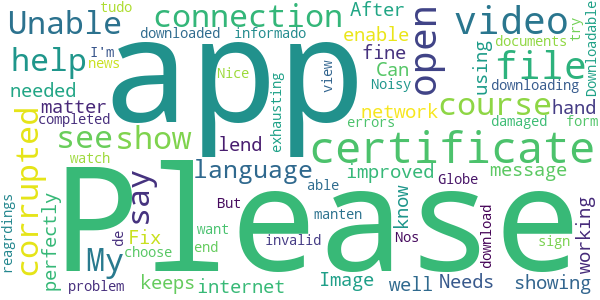 tudo
connection
After
video
Unable
I'm
downloaded
informado
enable
open
documents
try
Downloadable
help
news
app
Nice
view
fine
using
file
needed
exhausting
Can
Noisy
downloading
matter
completed
network
course
hand
corrupted
see
show
lend
errors
damaged
form
watch
say
language
certificate
improved
message
perfectly
reagrdings
Please
My
de
Fix
But
able
manten
know
Globe
want
Nos
download
sign
working
choose
end
invalid
problem
keeps
internet
Image
well
Needs
showing